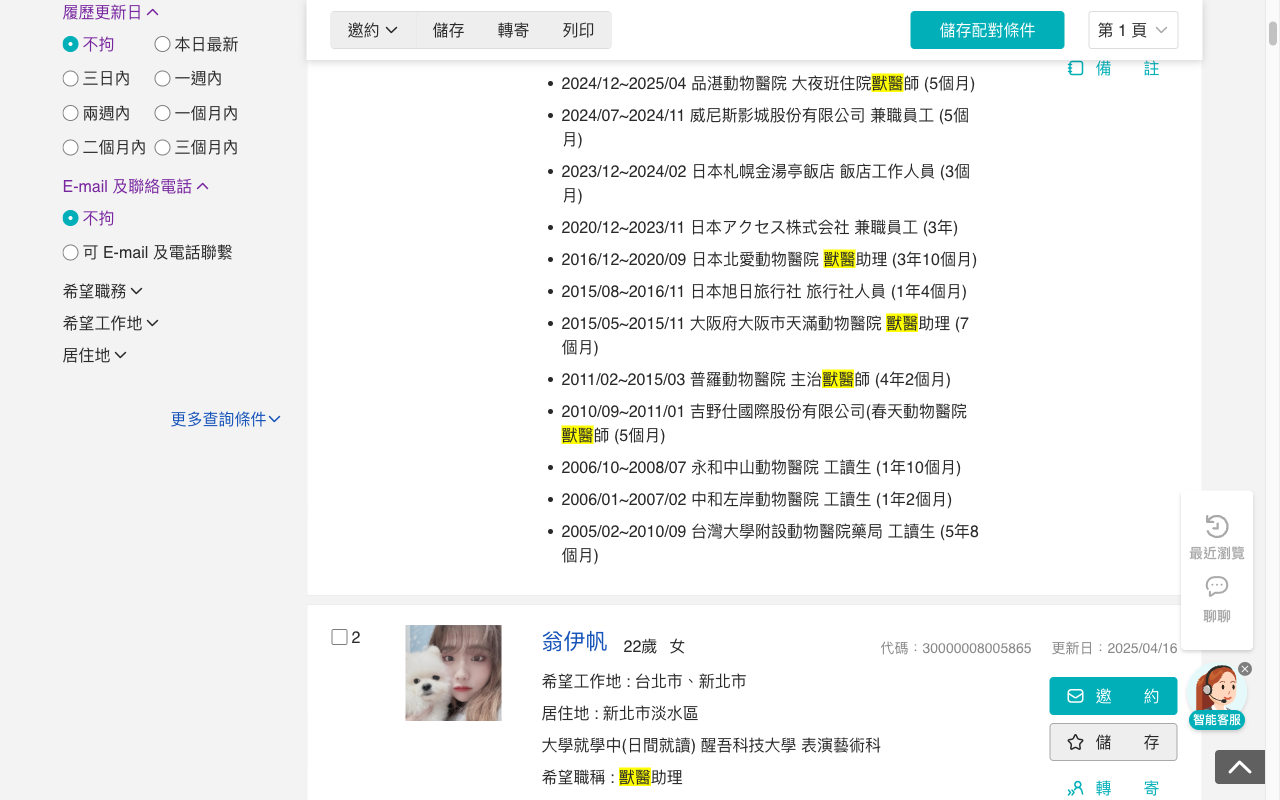 履歷更新日
不拘 本日最新
三日內 一週內
兩週內 一個月內
二個月內 三個月內
E-mail 及聯絡電話
不拘
可 E-mail 及電話聯繫
希望職務
希望工作地
居住地
更多查詢條件
邀約 儲存 轉寄 列印
儲存配對條件 第 1 頁
備 註
2024/12~2025/04 品湛動物醫院 大夜班住院獸醫師 (5個月)
2024/07~2024/11 威尼斯影城股份有限公司 兼職員工 (5個
月)
2023/12~2024/02 日本札幌金湯亭飯店 飯店工作人員 (3個
月)
2020/12~2023/11 日本アクセス株式会社 兼職員工 (3年)
2016/12~2020/09 日本北愛動物醫院 獸醫助理 (3年10個月)
2015/08~2016/11 日本旭日旅行社 旅行社人員 (1年4個月)
2015/05~2015/11 大阪府大阪市天滿動物醫院 獸醫助理 (7
個月)
2011/02~2015/03 普羅動物醫院 主治獸醫師 (4年2個月)
2010/09~2011/01 吉野仕國際股份有限公司(春天動物醫院
獸醫師 (5個月)
2006/10~2008/07 永和中山動物醫院 工讀生 (1年10個月)
2006/01~2007/02 中和左岸動物醫院 工讀生 (1年2個月)
2005/02~2010/09 台灣大學附設動物醫院藥局 工讀生 (5年8
個月)
2
翁伊帆 22歲 女
代碼：30000008005865 更新日：2025/04/16
希望工作地 : 台北市、新北市
居住地 : 新北市淡水區
大學就學中(日間就讀) 醒吾科技大學 表演藝術科
希望職稱 : 獸醫助理
邀 約
儲 存
轉 寄
最近瀏覽
聊聊
智能客服